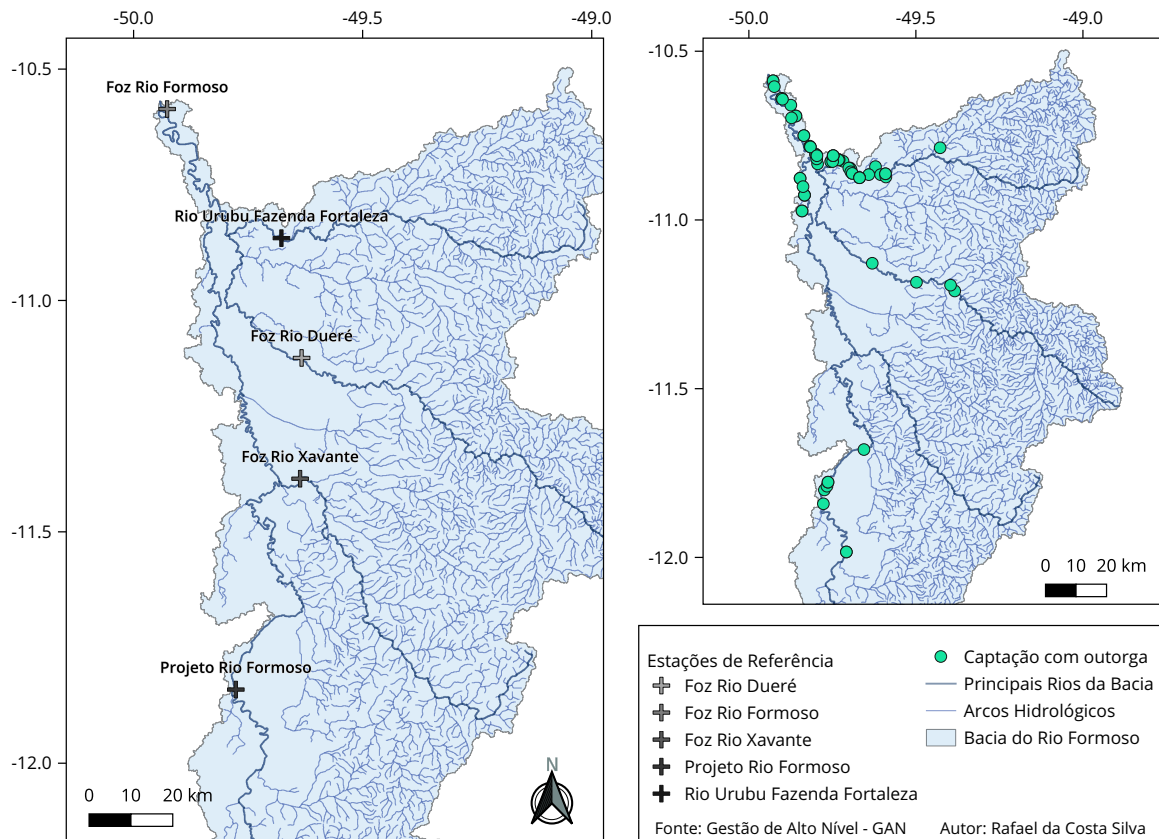 -50.0 -49.5 -49.0
-10.5
-11.0
-11.5
-12.0
Foz Rio Formoso
Rio Urubu Fazenda Fortaleza
Foz Rio Dueré
Foz Rio Xavante
Projeto Rio Formoso
0 10 20 km
N
-50.0 -49.5 -49.0
-10.5
-11.0
-11.5
-12.0
0 10 20 km
Estações de Referência
Foz Rio Dueré
Foz Rio Formoso
Foz Rio Xavante
Projeto Rio Formoso
Rio Urubu Fazenda Fortaleza
Captação com outorga
Principais Rios da Bacia
Arcos Hidrológicos
Bacia do Rio Formoso
Fonte: Gestão de Alto Nível - GAN Autor: Rafael da Costa Silva